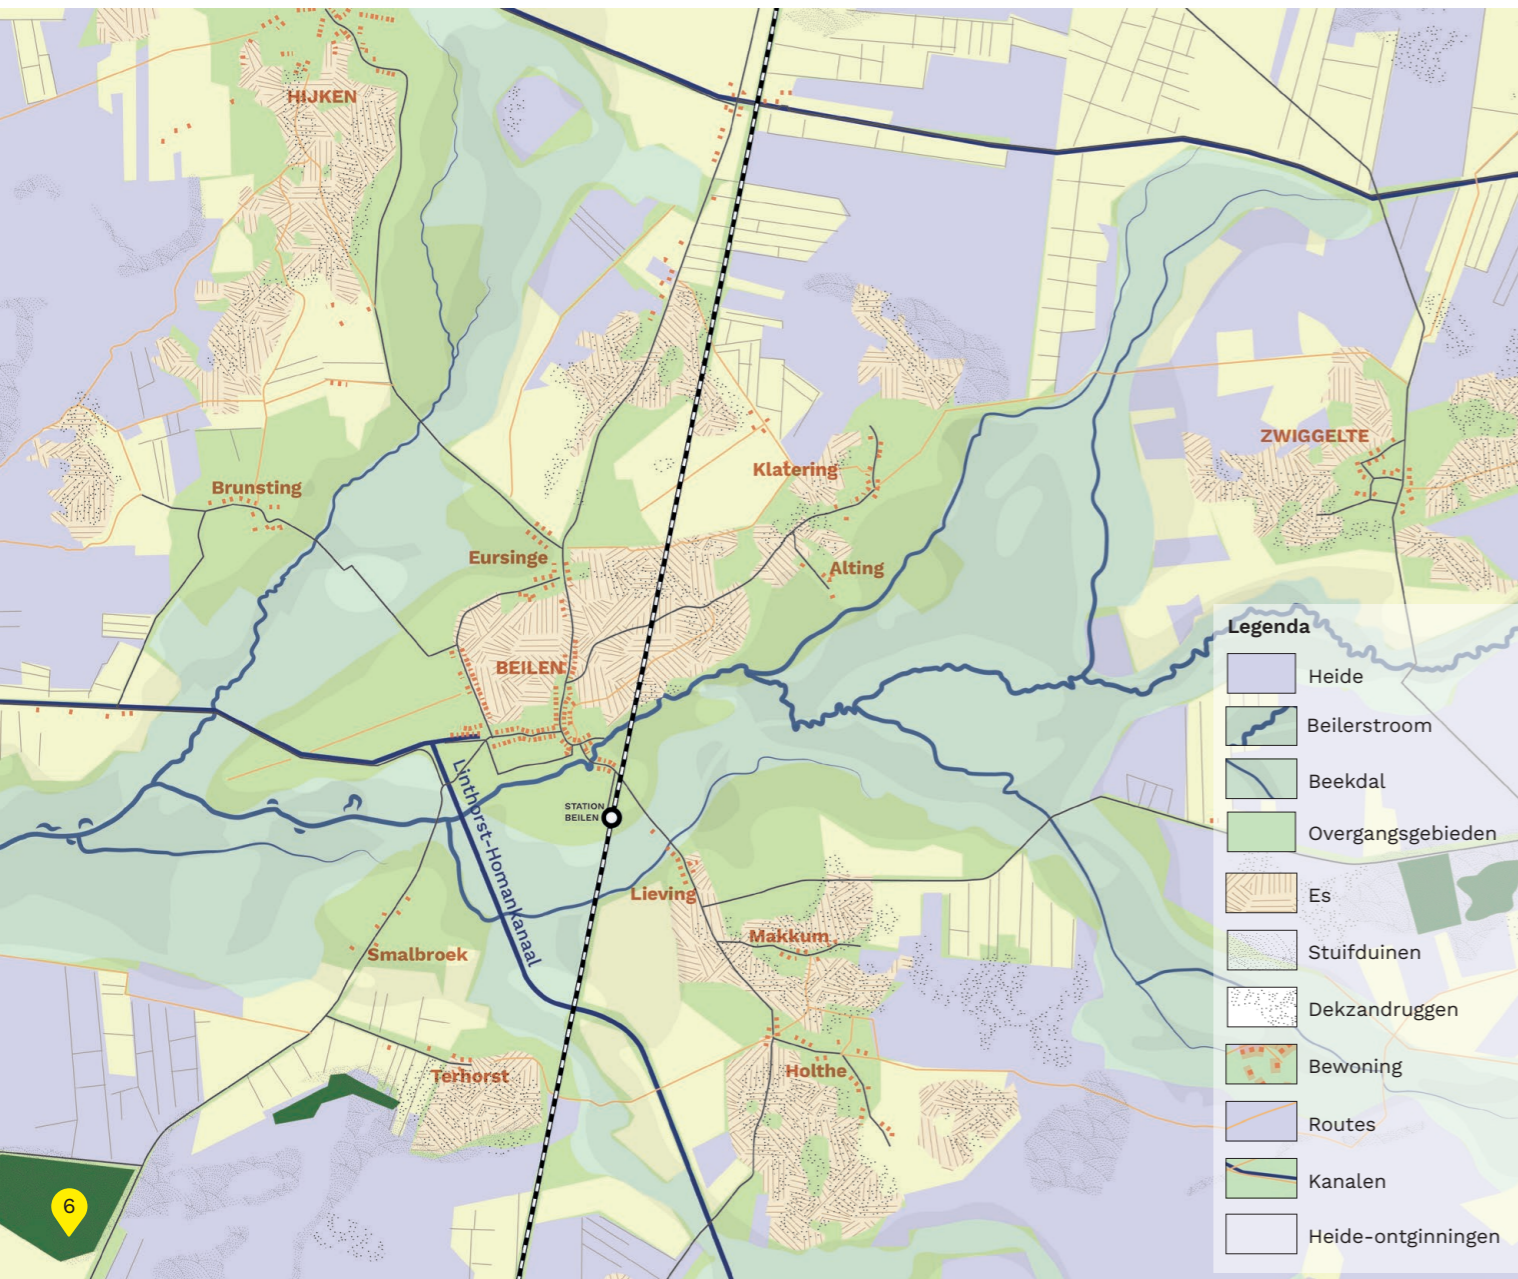 HIJKEN
ZWIGGELTE
Klatering
Brunsting
Eursinge
Alting
BEILEN
STATION
BEILEN
Linthorst-Homankanaal
Lieving
Makkum
Smalbroek
Holthe
Terhorst
6
Legenda
Heide
Beilerstroom
Beekdal
Overgangsgebieden
Es
Stuifduinen
Dekzandruggen
Bewoning
Routes
Kanalen
Heide-ontginningen